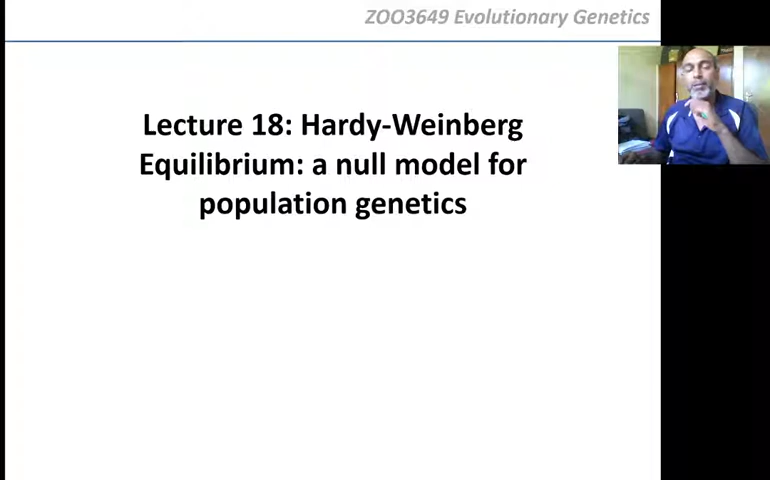 ZOO3649 Evolutionary Genetics
Lecture 18: Hardy-Weinberg
Equilibrium: a null model for
population genetics